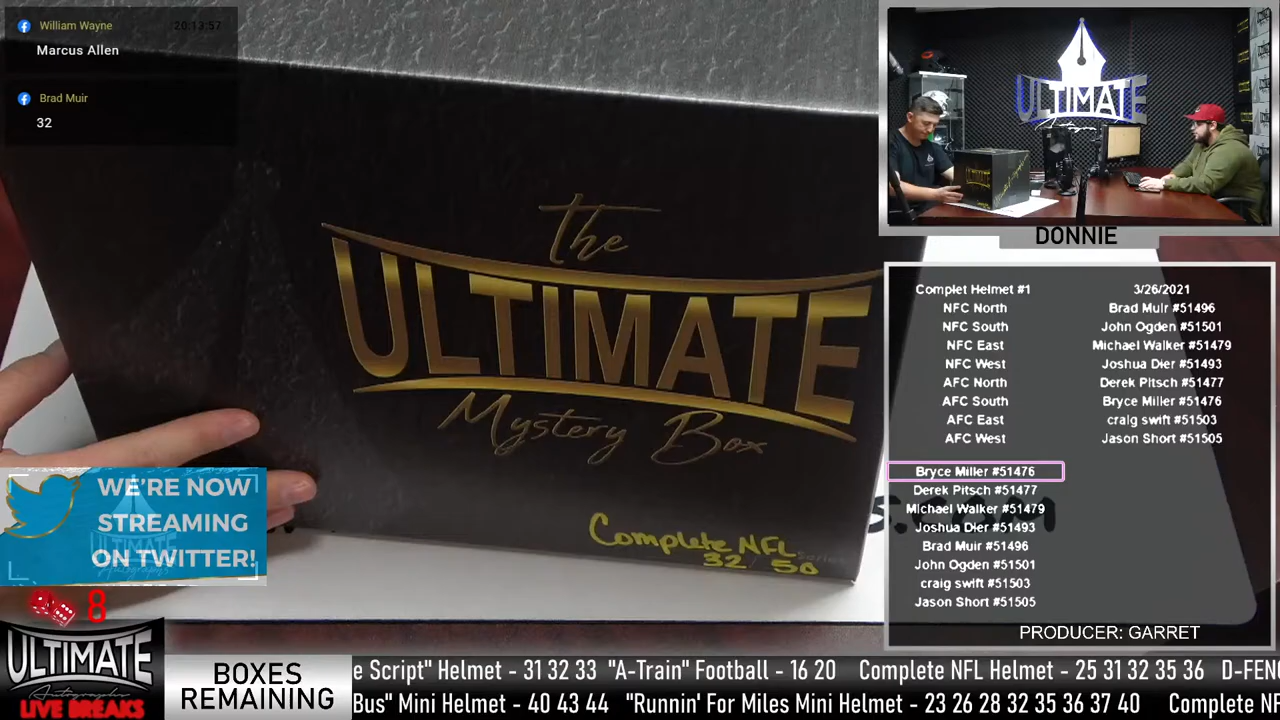 William Wayne 20:13:57
Marcus Allen
Brad Muir
32
The
ULTIMATE
Mystery Box
Complete NFL
series
32/50
ULTIMATE
DONNIE
Complet Helmet #1 3/26/2021
NFC North Brad Muir #51496
NFC South John Ogden #51501
NFC East Michael Walker #51479
NFC West Joshua Dier #51493
AFC North Derek Pitsch #51477
AFC South Bryce Miller #51476
AFC East craig swift #51503
AFC West Jason Short #51505
Bryce Miller #51476
Derek Pitsch #51477
Michael Walker #51479
Joshua Dier #51493
Brad Muir #51496
John Ogden #51501
craig swift #51503
Jason Short #51505
PRODUCER: GARRET
WE'RE NOW
STREAMING
ON TWITTER!
8
ULTIMATE
Autographs
LIVE BREAKS
BOXES
REMAINING
e Script" Helmet - 31 32 33 "A-Train" Football - 16 20 Complete NFL Helmet - 25 31 32 35 36 D-FENC
Bus" Mini Helmet - 40 43 44 "Runnin' For Miles Mini Helmet - 23 26 28 32 35 36 37 40 Complete NF